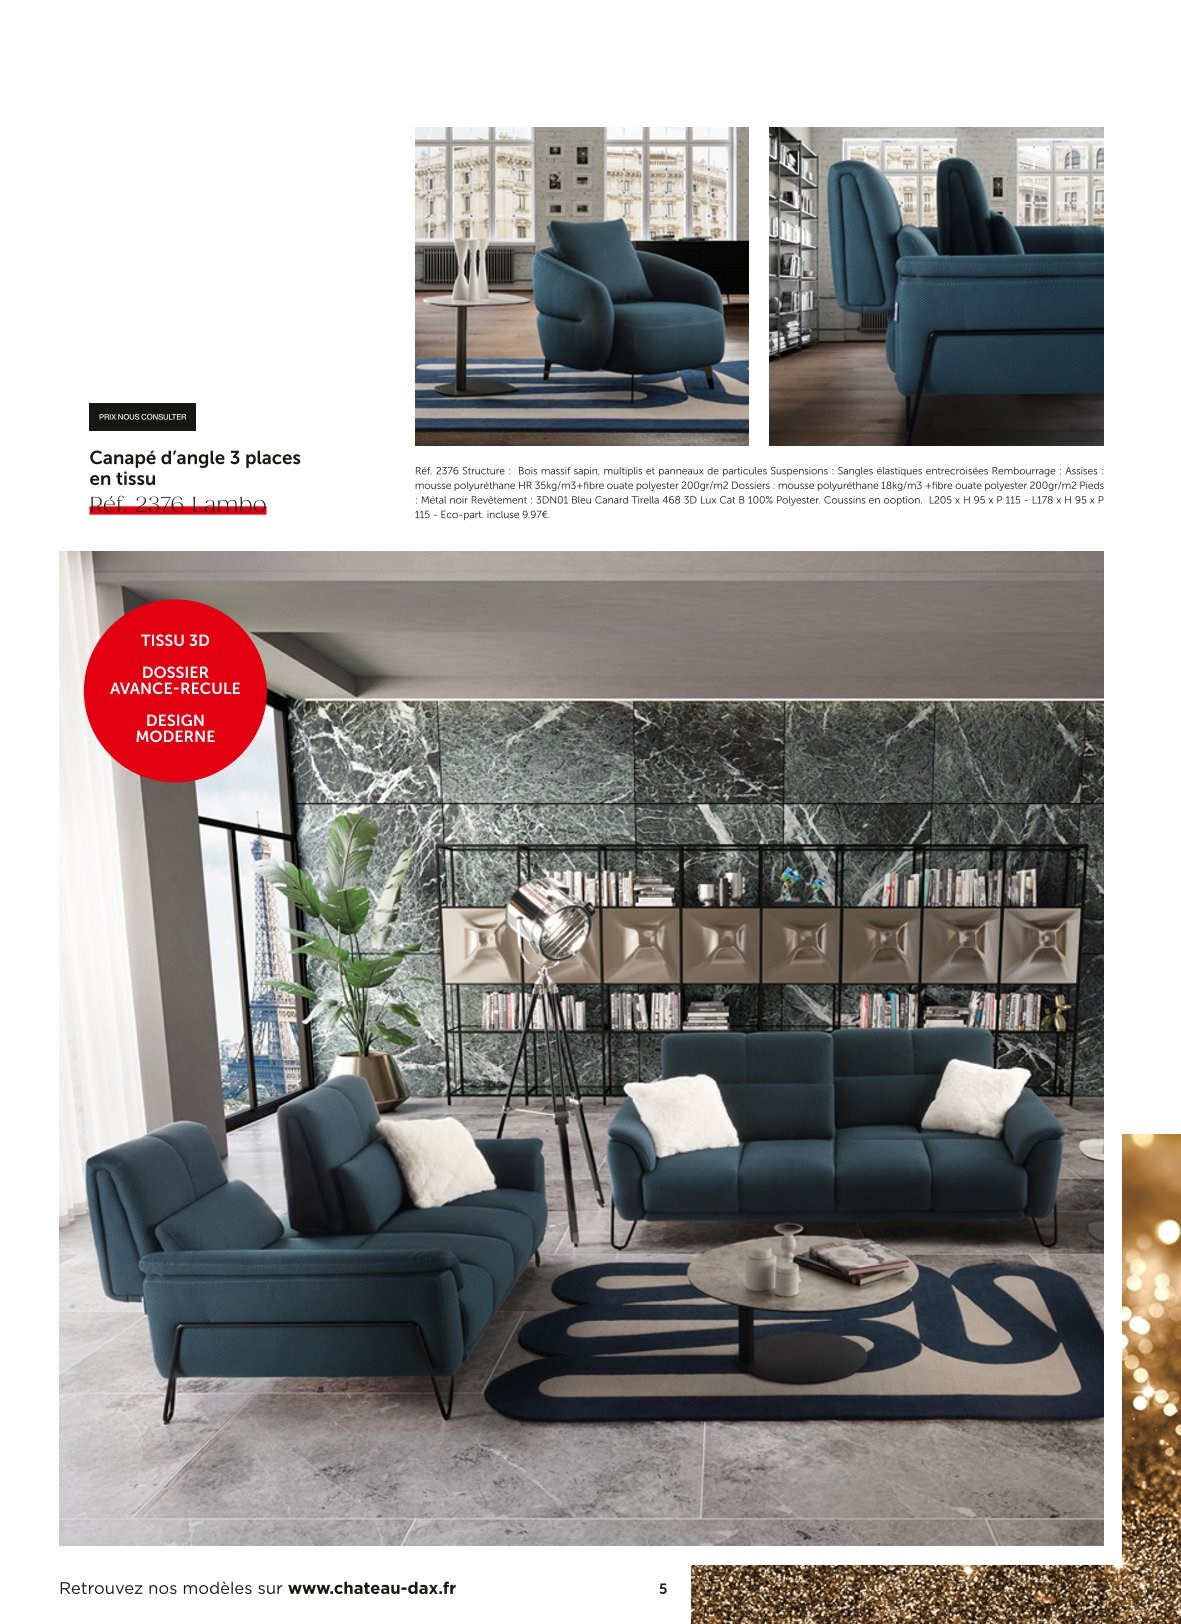 PRIX NOUS CONSULTER
Canapé d’angle 3 places
en tissu
Réf. 2376 Lambo
Réf. 2376 Structure : Bois massif sapin, multiplis et panneaux de particules Suspensions : Sangles élastiques entrecroisées Rembourrage : Assises :
mousse polyuréthane HR 35kg/m3+fibre ouate polyester 200gr/m2 Dossiers : mousse polyuréthane 18kg/m3 +fibre ouate polyester 200gr/m2 Pieds
: Métal noir Revêtement : 3DN01 Bleu Canard Tirella 468 3D Lux Cat B 100% Polyester. Coussins en ooption. L205 x H 95 x P 115 - L178 x H 95 x P
115 - Eco-part. incluse 9.97€.
TISSU 3D
DOSSIER
AVANCE-RECULE
DESIGN
MODERNE
Retrouvez nos modèles sur www.chateau-dax.fr
5